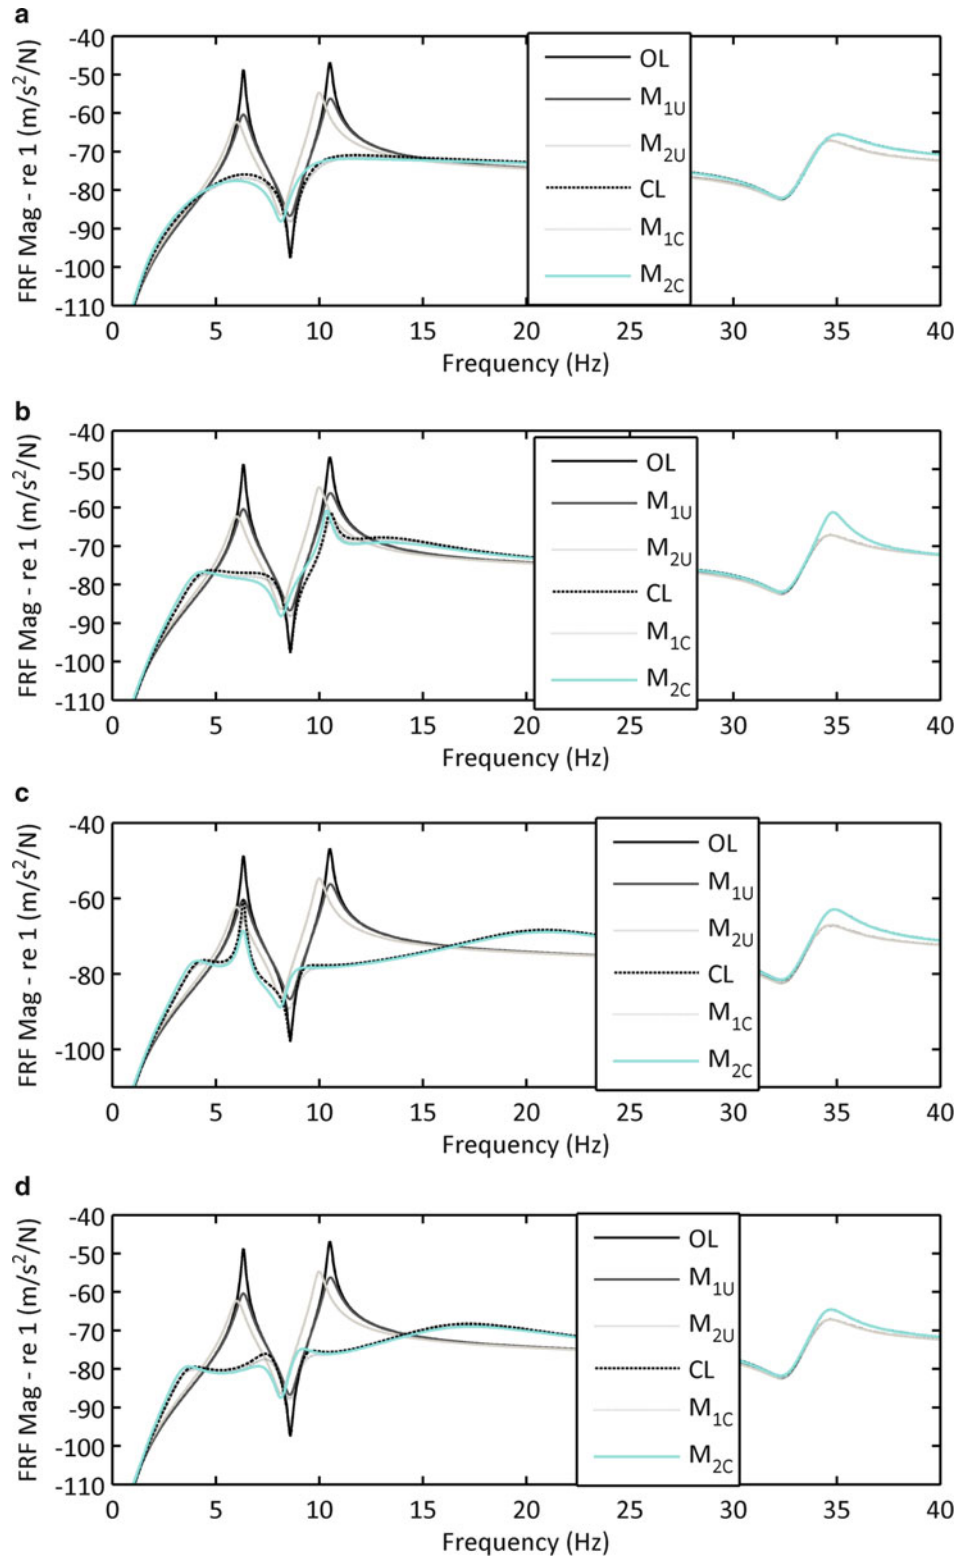 a
FRF Mag - re 1 (m/s²/N)
-40
-50
-60
-70
-80
-90
-100
-110
OL
M1U
M2U
CL
M1C
M2C
0 5 10 15 20 25 30 35 40
Frequency (Hz)
b
FRF Mag - re 1 (m/s²/N)
-40
-50
-60
-70
-80
-90
-100
-110
OL
M1U
M2U
CL
M1C
M2C
0 5 10 15 20 25 30 35 40
Frequency (Hz)
c
FRF Mag - re 1 (m/s²/N)
-40
-60
-80
-100
OL
M1U
M2U
CL
M1C
M2C
0 5 10 15 20 25 30 35 40
Frequency (Hz)
d
FRF Mag - re 1 (m/s²/N)
-40
-50
-60
-70
-80
-90
-100
-110
OL
M1U
M2U
CL
M1C
M2C
0 5 10 15 20 25 30 35 40
Frequency (Hz)